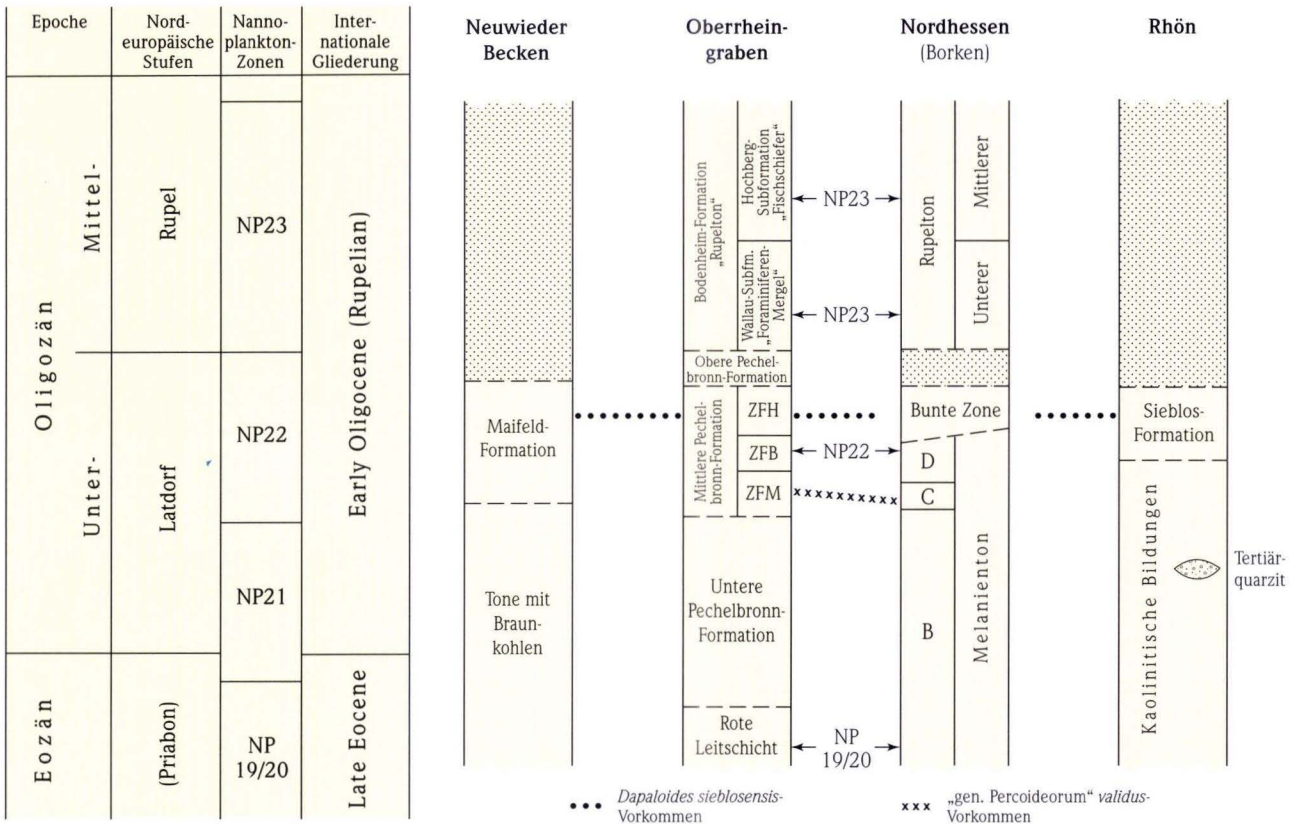 Epoche
Nord-
europäische
Stufen
Nanno-
plankton-
Zonen
Inter-
nationale
Gliederung
Oligozän
Mittel-
Unter-
Eozän
Rupel
Latdorf
(Priabon)
NP23
NP22
NP21
NP
19/20
Early Oligocene (Rupelian)
Late Eocene
Neuwieder
Becken
Maifeld-
Formation
Tone mit
Braun-
kohlen
Oberrhein-
graben
Bodenheim-Formation
„Rupelton“
Hochberg-
Subformation
„Fischschiefer“
Wallau-Subfm.
„Foraminiferen-
Mergel“
Obere Pechel-
bronn-Formation
Mittlere Pechel-
bronn-Formation
ZFH
ZFB
ZFM
Untere
Pechelbronn-
Formation
Rote
Leitschicht
NP23
NP23
NP22
NP
19/20
Nordhessen
(Borken)
Rupelton
Mittlerer
Unterer
Bunte Zone
D
C
B
Melanienton
Rhön
Sieblos-
Formation
Kaolinitische Bildungen
Tertiär-
quarzit
Dapaloides sieblosensis-
Vorkommen
xxx „gen. Percoideorum“ validus-
Vorkommen